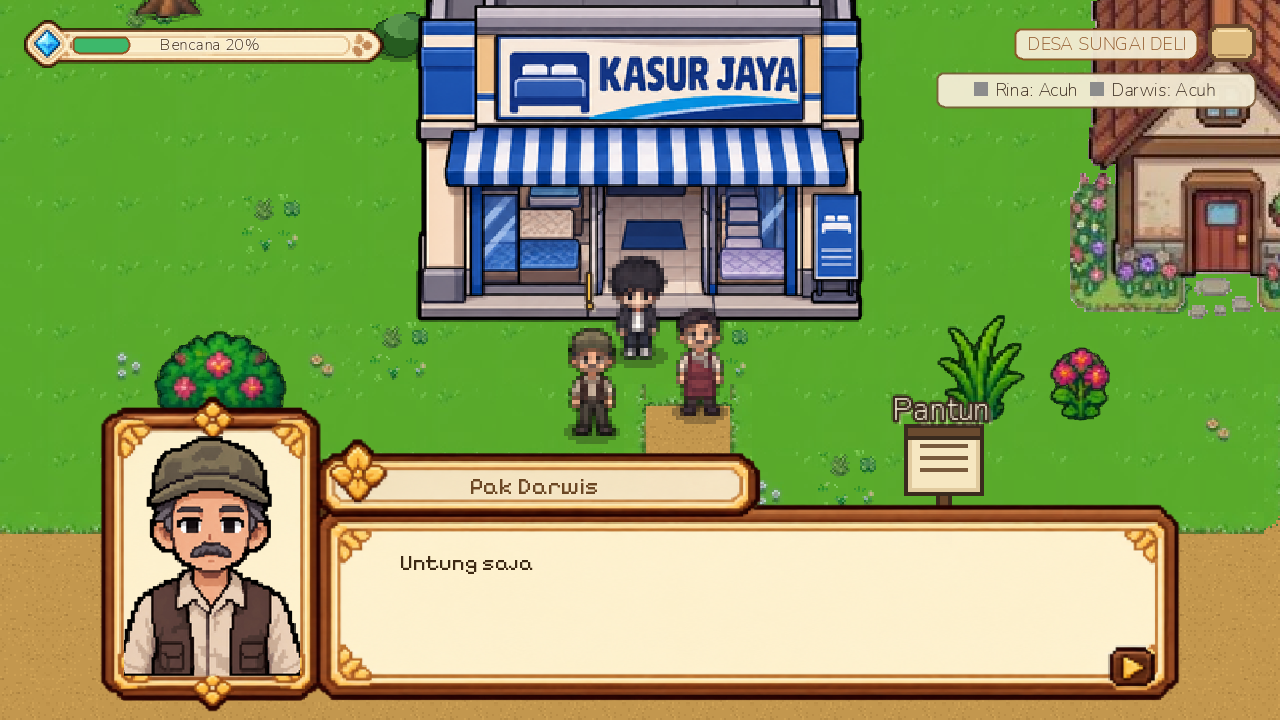 Bencana 20%
DESA SUNGAI DELI
Rina: Acuh Darwis: Acuh
KASUR JAYA
Pantun
Pak Darwis
Untung saja